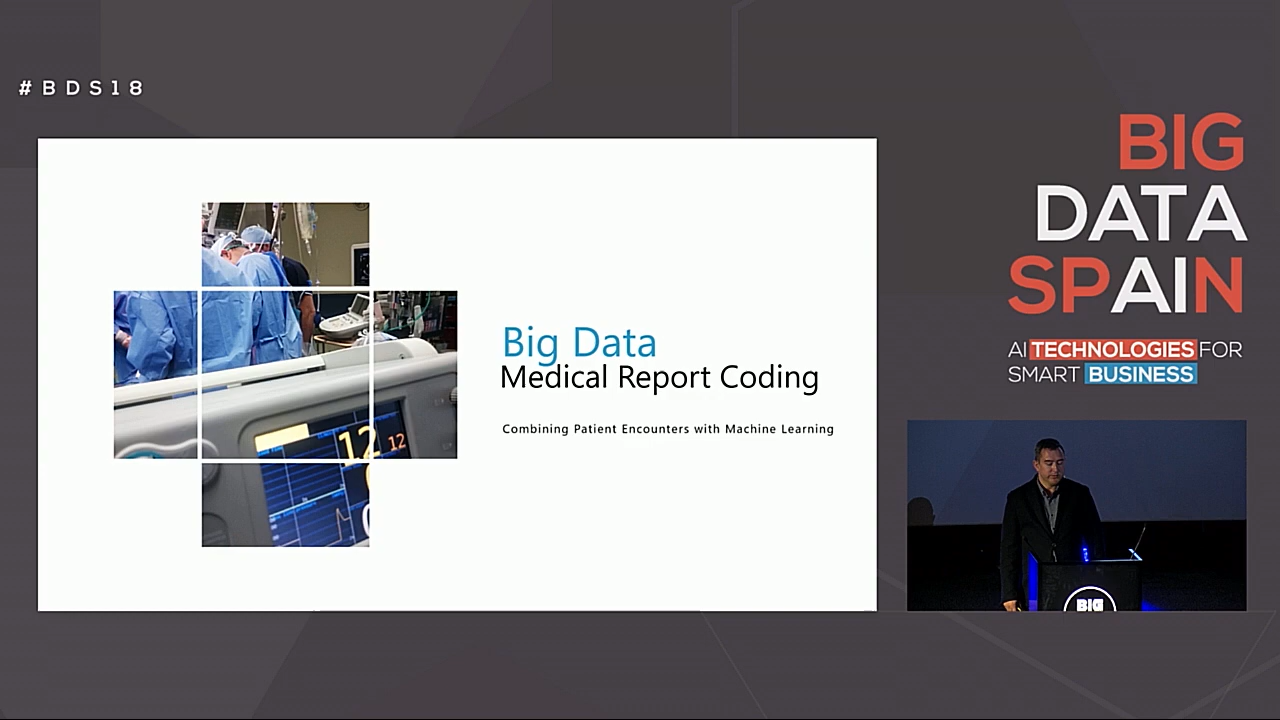 #BDS18
BIG
DATA
SPAIN
AI TECHNOLOGIES FOR
SMART BUSINESS
Big Data
Medical Report Coding
Combining Patient Encounters with Machine Learning
12
12
BIG